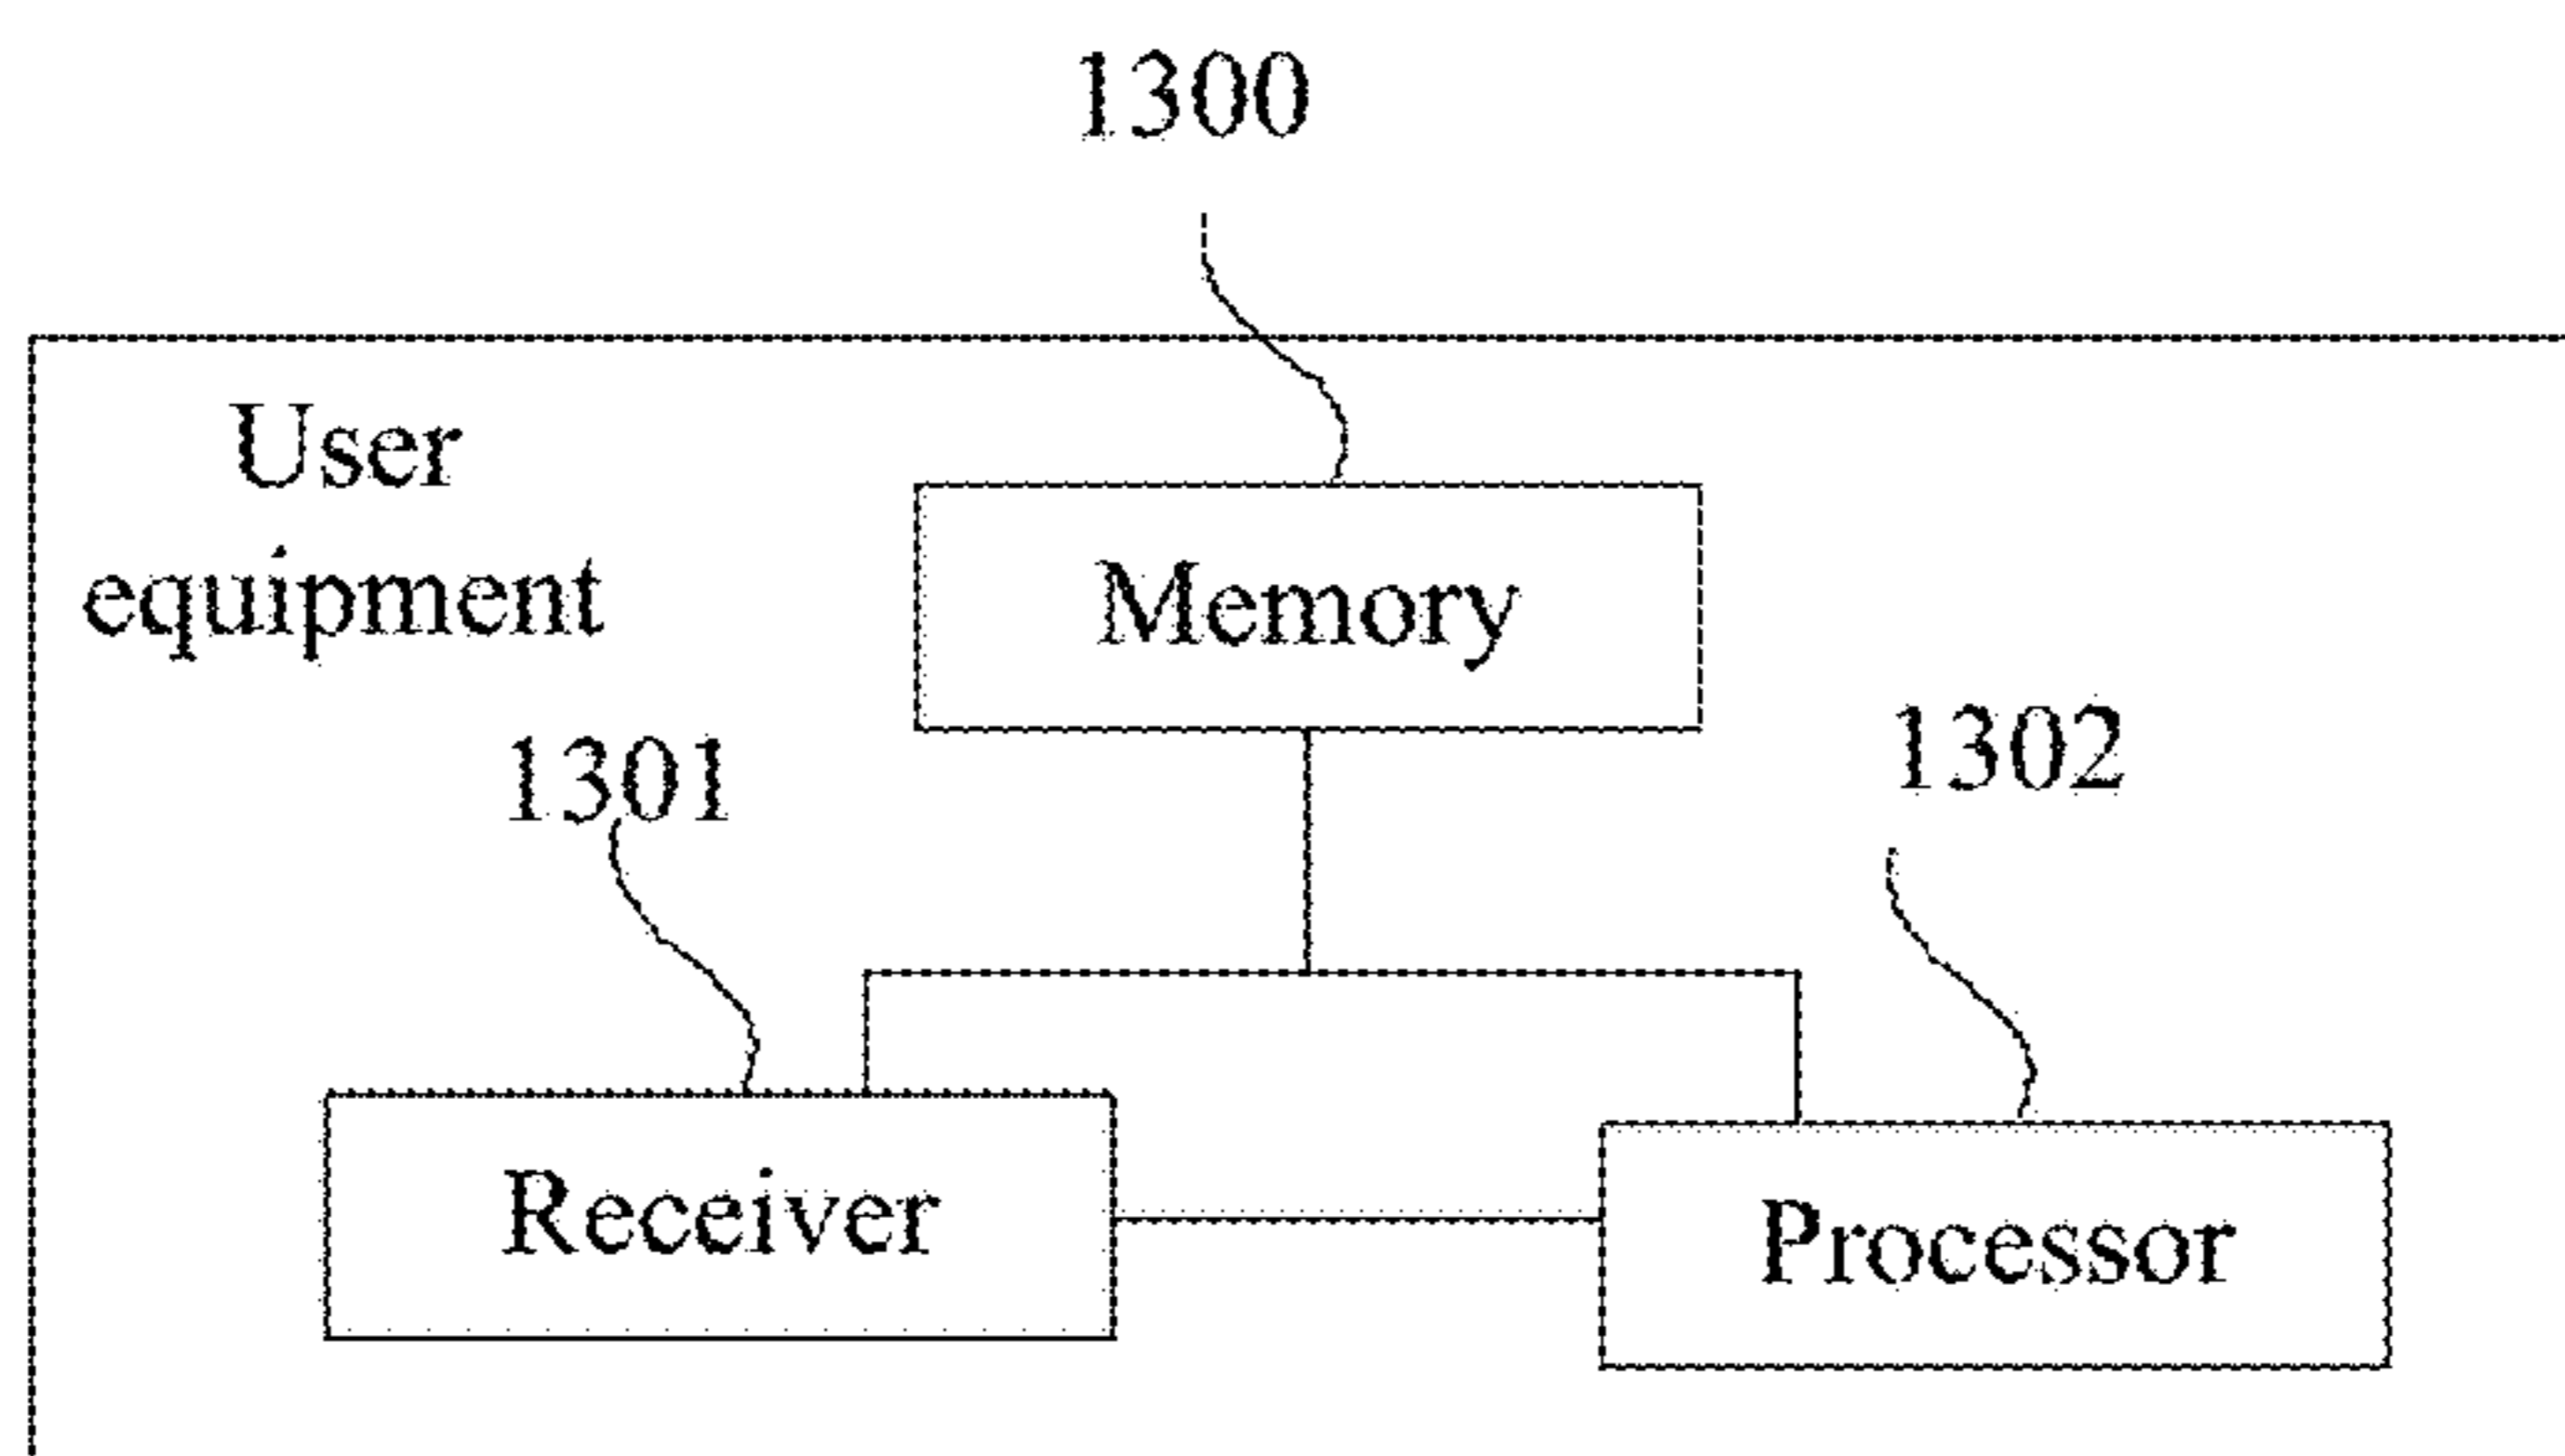 1300
User
equipment
Memory
1301
1302
Receiver
Processor